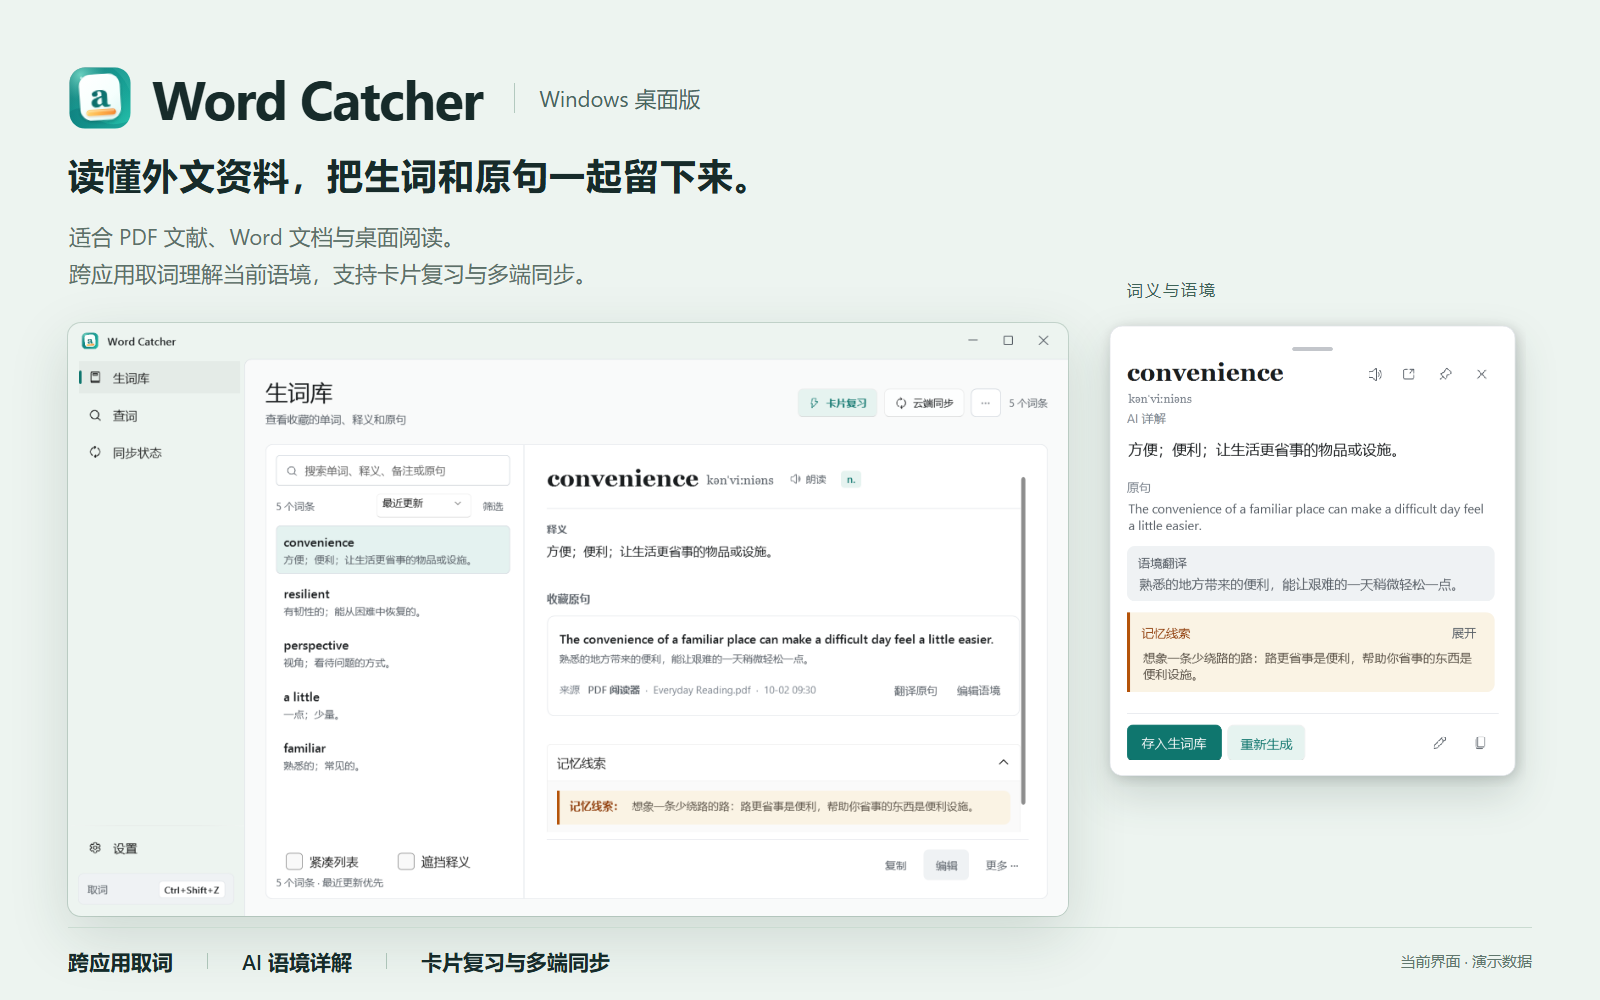 a
Word Catcher
Windows 桌面版
读懂外文资料，把生词和原句一起留下来。
适合 PDF 文献、Word 文档与桌面阅读。
跨应用取词理解当前语境，支持卡片复习与多端同步。
a
Word Catcher
生词库
查词
同步状态
设置
取词
Ctrl+Shift+Z
生词库
查看收藏的单词、释义和原句
卡片复习
云端同步
···
5 个词条
搜索单词、释义、备注或原句
5 个词条
最近更新
筛选
convenience
方便；便利；让生活更省事的物品或设施。
resilient
有韧性的；能从困难中恢复的。
perspective
视角；看待问题的方式。
a little
一点；少量。
familiar
熟悉的；常见的。
紧凑列表
遮挡释义
5 个词条 · 最近更新优先
convenience
kənˈviːniəns
朗读
n.
释义
方便；便利；让生活更省事的物品或设施。
收藏原句
The convenience of a familiar place can make a difficult day feel a little easier.
熟悉的地方带来的便利，能让艰难的一天稍微轻松一点。
来源 PDF 阅读器 · Everyday Reading.pdf · 10-02 09:30
翻译原句
编辑语境
记忆线索
记忆线索： 想象一条少绕路的路：路更省事是便利，帮助你省事的东西是便利设施。
复制
编辑
更多 ···
词义与语境
convenience
kənˈviːniəns
AI 详解
方便；便利；让生活更省事的物品或设施。
原句
The convenience of a familiar place can make a difficult day feel
a little easier.
语境翻译
熟悉的地方带来的便利，能让艰难的一天稍微轻松一点。
记忆线索
展开
想象一条少绕路的路：路更省事是便利，帮助你省事的东西是
便利设施。
存入生词库
重新生成
跨应用取词
AI 语境详解
卡片复习与多端同步
当前界面 · 演示数据